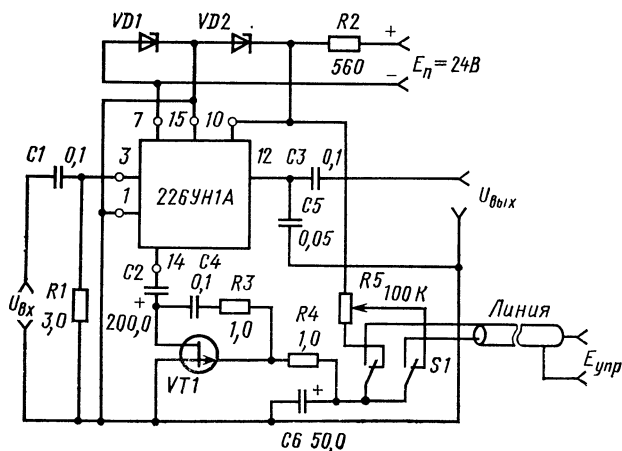 VD1 VD2 R2
+
560
Eп = 24В
−
7 15 10
C1 0,1 3 12 C3 0,1
226УН1А
1 Uвых
C5
0,05
14
C2 C4
0,1 R3
+
200,0 1,0
R4
1,0
R5
100 К
Линия
Uвх R1
3,0
VT1
S1
Eупр
+
C6 50,0